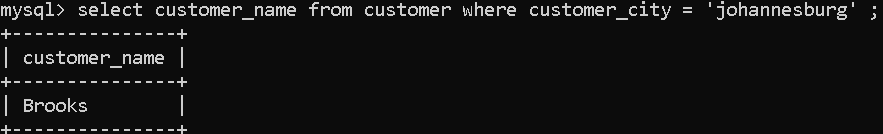 mysql> select customer_name from customer where customer_city = 'johannesburg' ;
+---------------+
| customer_name |
+---------------+
| Brooks        |
+---------------+